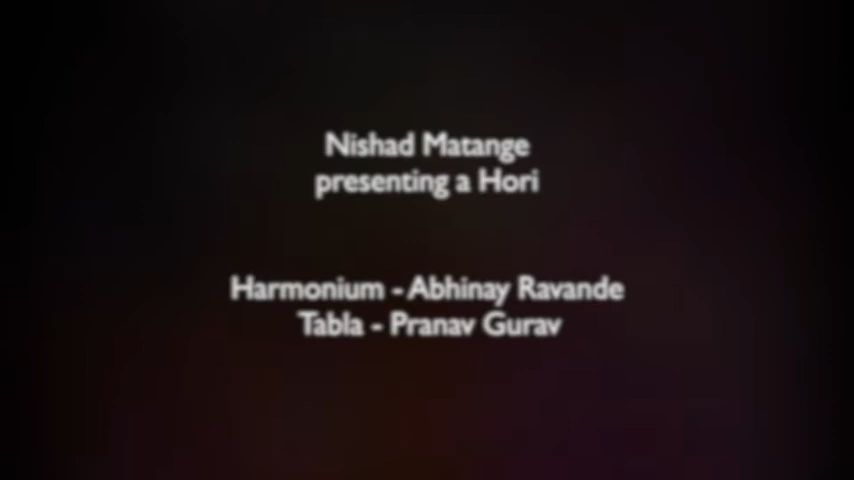 Nishad Matange
presenting a Hori
Harmonium - Abhinay Ravande
Tabla - Pranav Gurav